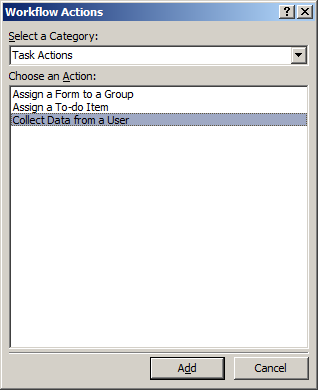 Workflow Actions
Select a Category:
Task Actions
Choose an Action:
Assign a Form to a Group
Assign a To-do Item
Collect Data from a User
Add
Cancel